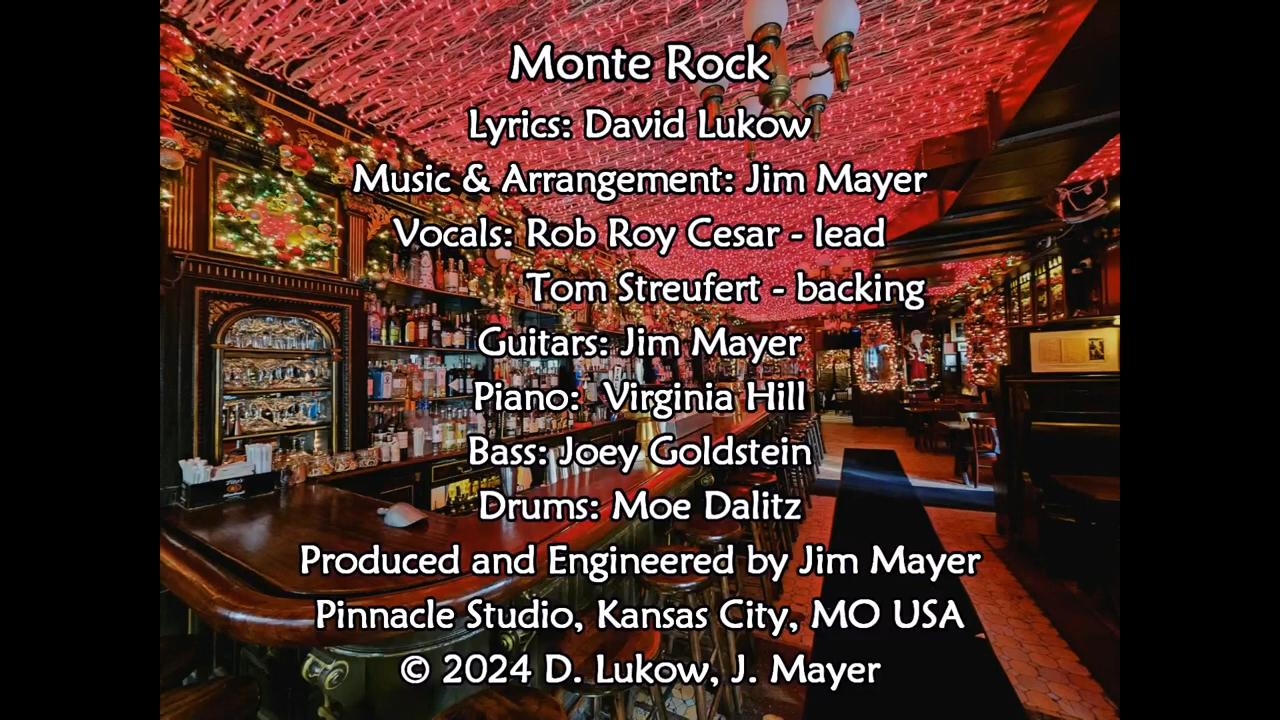 Monte Rock
Lyrics: David Lukow
Music & Arrangement: Jim Mayer
Vocals: Rob Roy Cesar - lead
Tom Streufert - backing
Guitars: Jim Mayer
Piano: Virginia Hill
Bass: Joey Goldstein
Drums: Moe Dalitz
Produced and Engineered by Jim Mayer
Pinnacle Studio, Kansas City, MO USA
© 2024 D. Lukow, J. Mayer